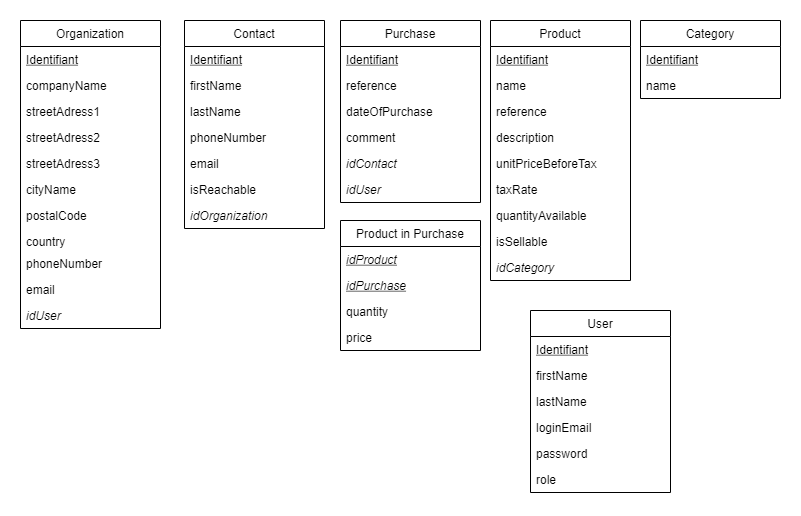 Organization
Identifiant
companyName
streetAdress1
streetAdress2
streetAdress3
cityName
postalCode
country
phoneNumber
email
idUser
Contact
Identifiant
firstName
lastName
phoneNumber
email
isReachable
idOrganization
Purchase
Identifiant
reference
dateOfPurchase
comment
idContact
idUser
Product in Purchase
idProduct
idPurchase
quantity
price
Product
Identifiant
name
reference
description
unitPriceBeforeTax
taxRate
quantityAvailable
isSellable
idCategory
Category
Identifiant
name
User
Identifiant
firstName
lastName
loginEmail
password
role